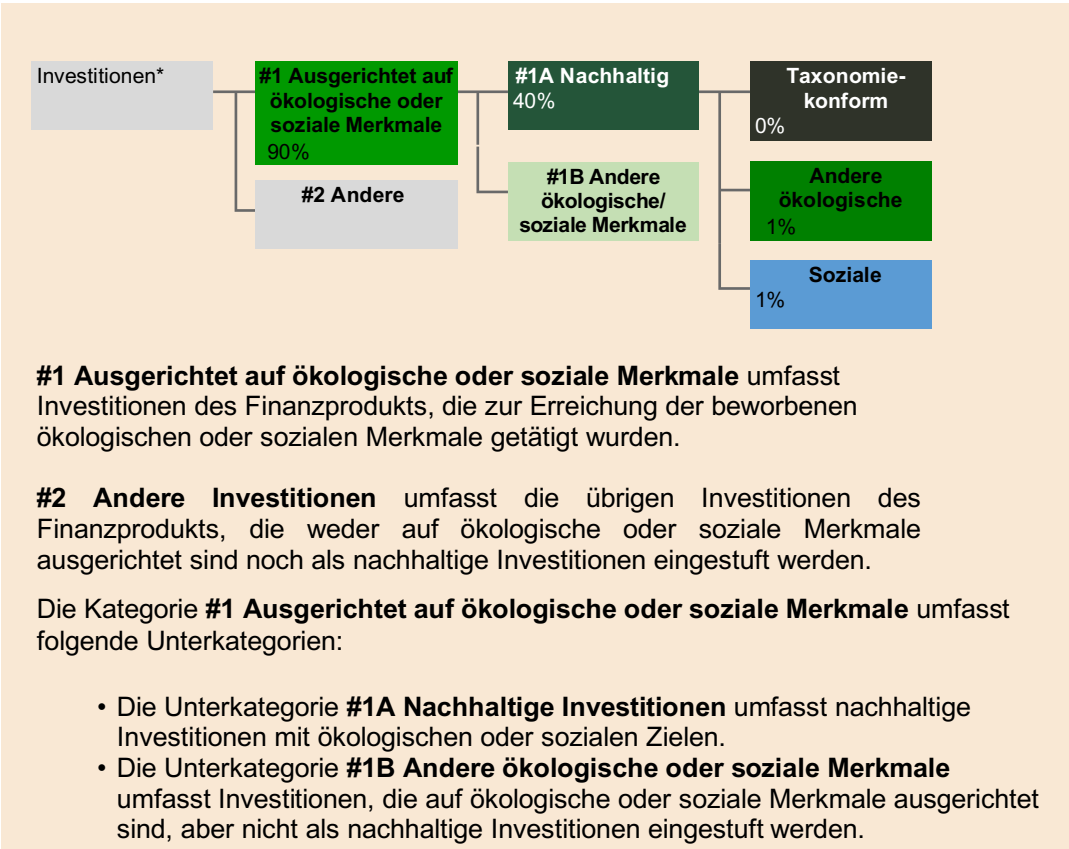 Investitionen*
#1 Ausgerichtet auf
ökologische oder
soziale Merkmale
90%
#2 Andere
#1A Nachhaltig
40%
#1B Andere
ökologische/
soziale Merkmale
Taxonomie-
konform
0%
Andere
ökologische
1%
Soziale
1%
#1 Ausgerichtet auf ökologische oder soziale Merkmale umfasst
Investitionen des Finanzprodukts, die zur Erreichung der beworbenen
ökologischen oder sozialen Merkmale getätigt wurden.
#2 Andere Investitionen umfasst die übrigen Investitionen des
Finanzprodukts, die weder auf ökologische oder soziale Merkmale
ausgerichtet sind noch als nachhaltige Investitionen eingestuft werden.
Die Kategorie #1 Ausgerichtet auf ökologische oder soziale Merkmale umfasst
folgende Unterkategorien:
• Die Unterkategorie #1A Nachhaltige Investitionen umfasst nachhaltige
Investitionen mit ökologischen oder sozialen Zielen.
• Die Unterkategorie #1B Andere ökologische oder soziale Merkmale
umfasst Investitionen, die auf ökologische oder soziale Merkmale ausgerichtet
sind, aber nicht als nachhaltige Investitionen eingestuft werden.